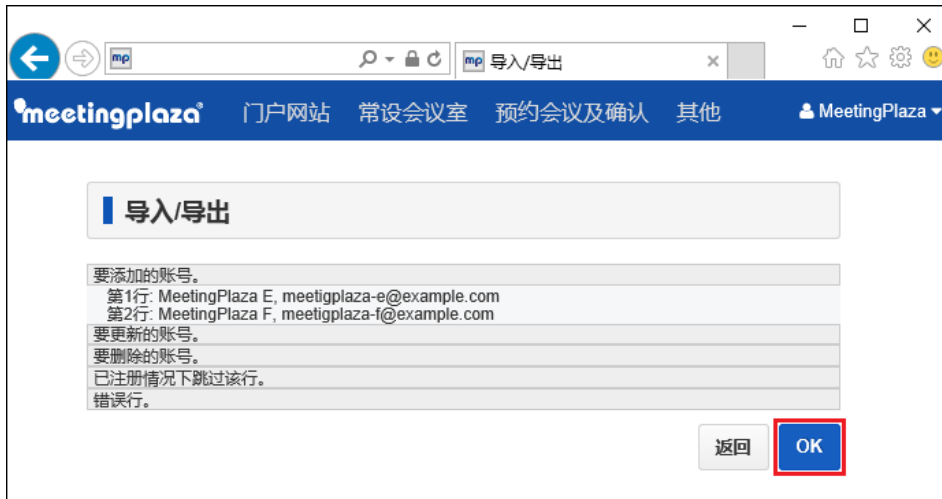 mp
mp 导入/导出
meetingplaza 门户网站 常设会议室 预约会议及确认 其他 MeetingPlaza
导入/导出
要添加的账号。
第1行: MeetingPlaza E, meetigplaza-e@example.com
第2行: MeetingPlaza F, meetigplaza-f@example.com
要更新的账号。
要删除的账号。
已注册情况下跳过该行。
错误行。
返回 OK